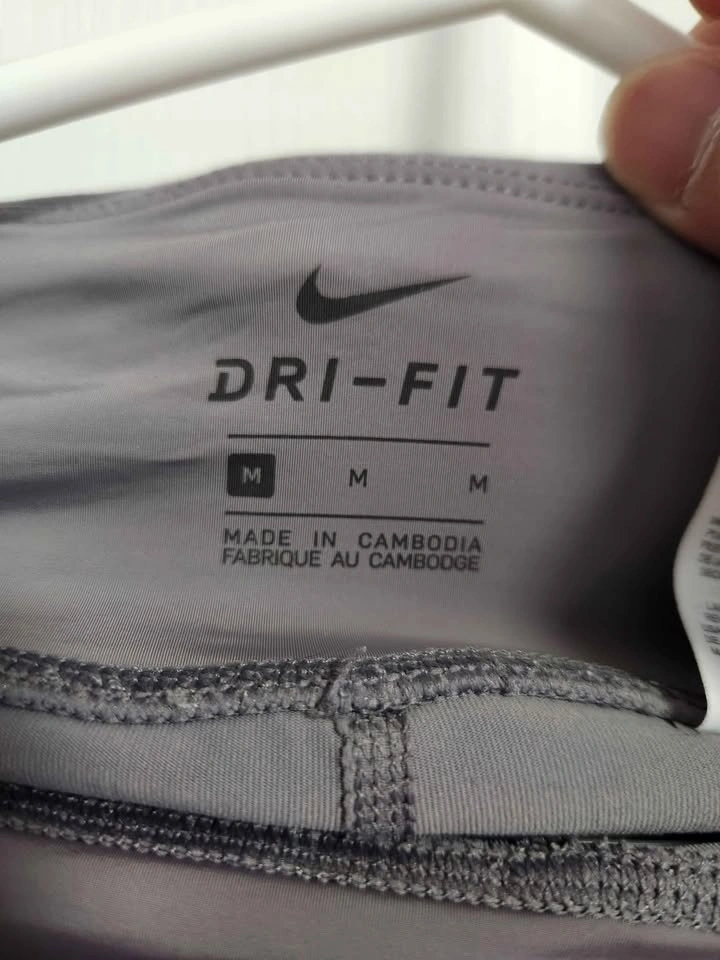 DRI-FIT
M M M
MADE IN CAMBODIA
FABRIQUE AU CAMBODGE